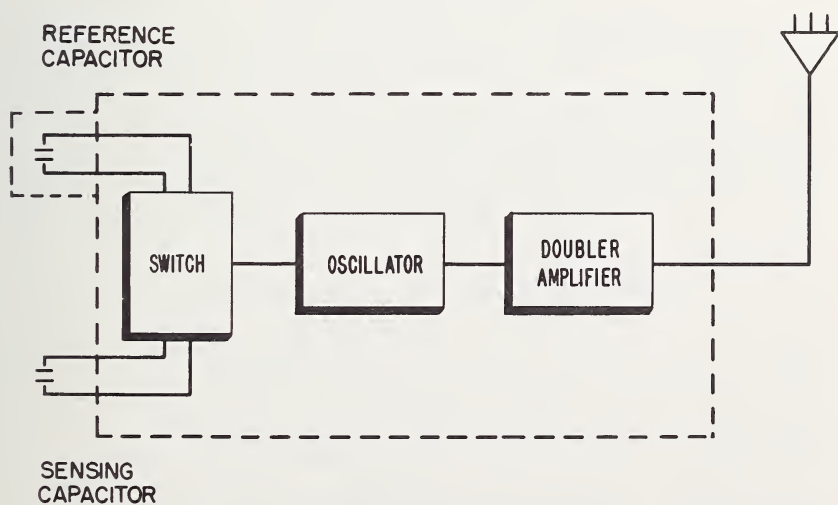 REFERENCE
CAPACITOR
SWITCH
OSCILLATOR
DOUBLER
AMPLIFIER
SENSING
CAPACITOR